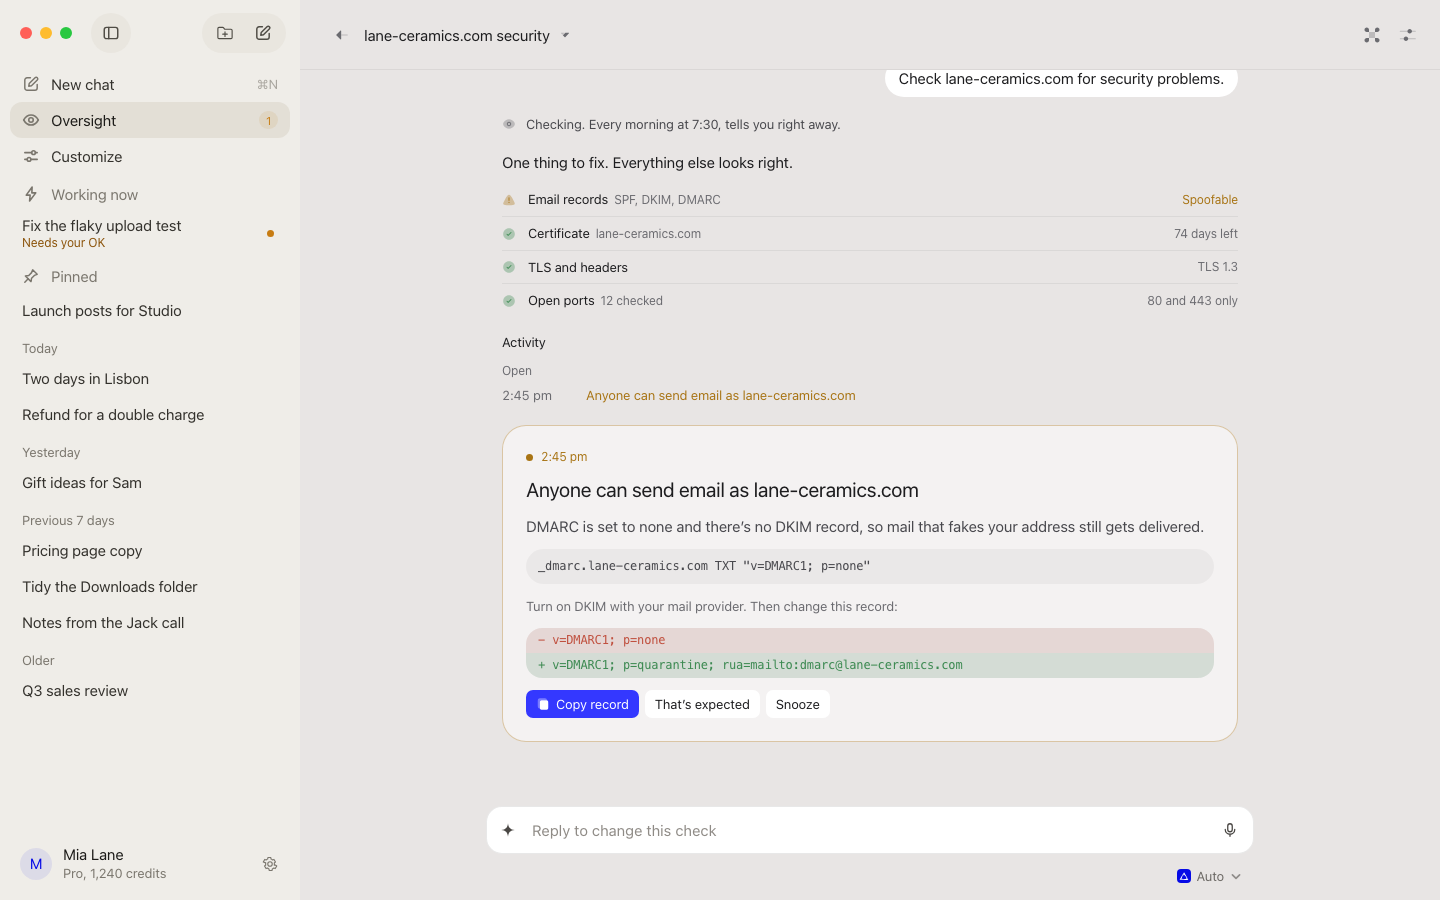 New chat
⌘N
Oversight
1
Customize
Working now
Fix the flaky upload test
Needs your OK
Pinned
Launch posts for Studio
Today
Two days in Lisbon
Refund for a double charge
Yesterday
Gift ideas for Sam
Previous 7 days
Pricing page copy
Tidy the Downloads folder
Notes from the Jack call
Older
Q3 sales review
M
Mia Lane
Pro, 1,240 credits
lane-ceramics.com security
Check lane-ceramics.com for security problems.
Checking. Every morning at 7:30, tells you right away.
One thing to fix. Everything else looks right.
Email records SPF, DKIM, DMARC Spoofable
Certificate lane-ceramics.com 74 days left
TLS and headers TLS 1.3
Open ports 12 checked 80 and 443 only
Activity
Open
2:45 pm Anyone can send email as lane-ceramics.com
2:45 pm
Anyone can send email as lane-ceramics.com
DMARC is set to none and there’s no DKIM record, so mail that fakes your address still gets delivered.
_dmarc.lane-ceramics.com TXT "v=DMARC1; p=none"
Turn on DKIM with your mail provider. Then change this record:
− v=DMARC1; p=none
+ v=DMARC1; p=quarantine; rua=mailto:dmarc@lane-ceramics.com
Copy record
That’s expected
Snooze
Reply to change this check
Auto